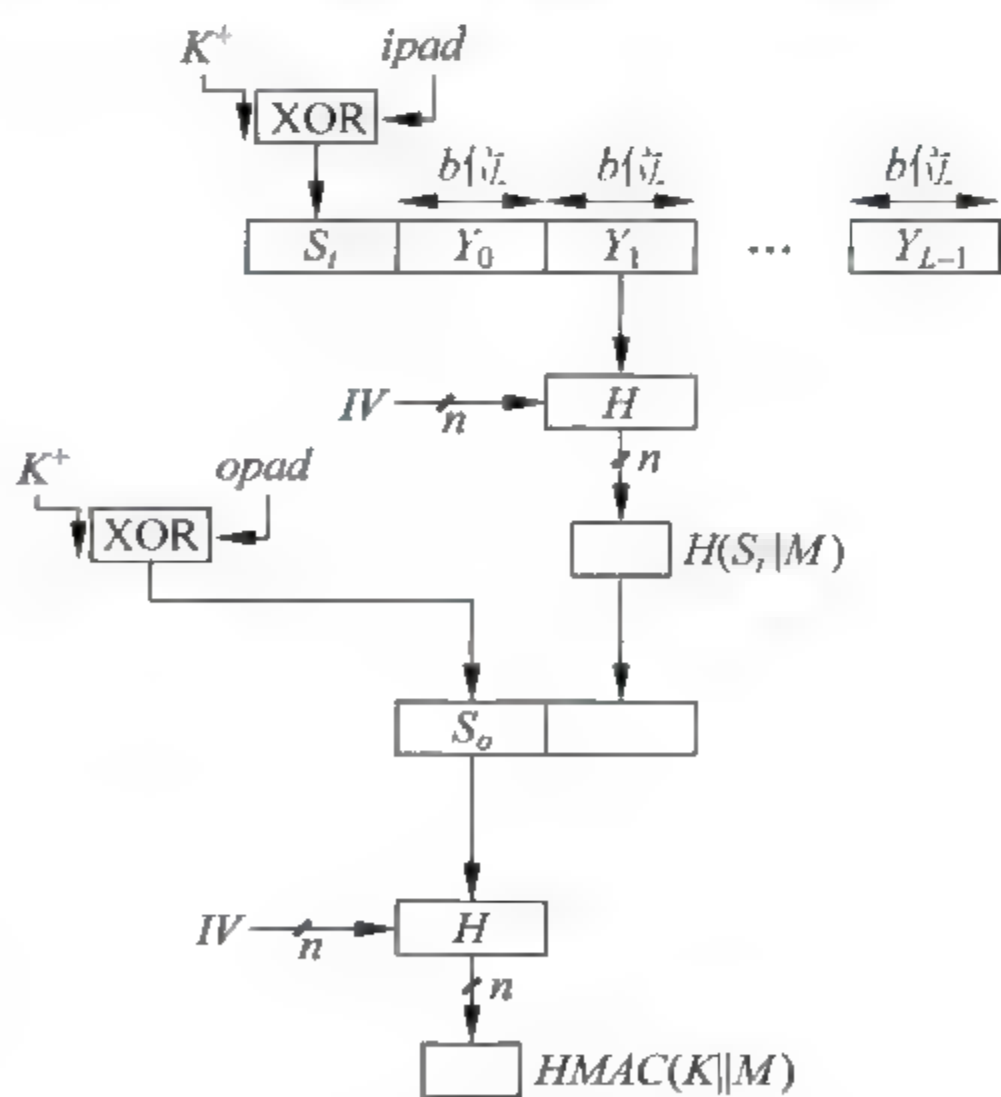 K⁺ ipad
XOR
b位 b位 b位
Sᵢ Y₀ Y₁ ... Y_{L-1}
IV n H
n
K⁺ opad
XOR H(Sᵢ|M)
Sₒ
IV n H
n
HMAC(K||M)